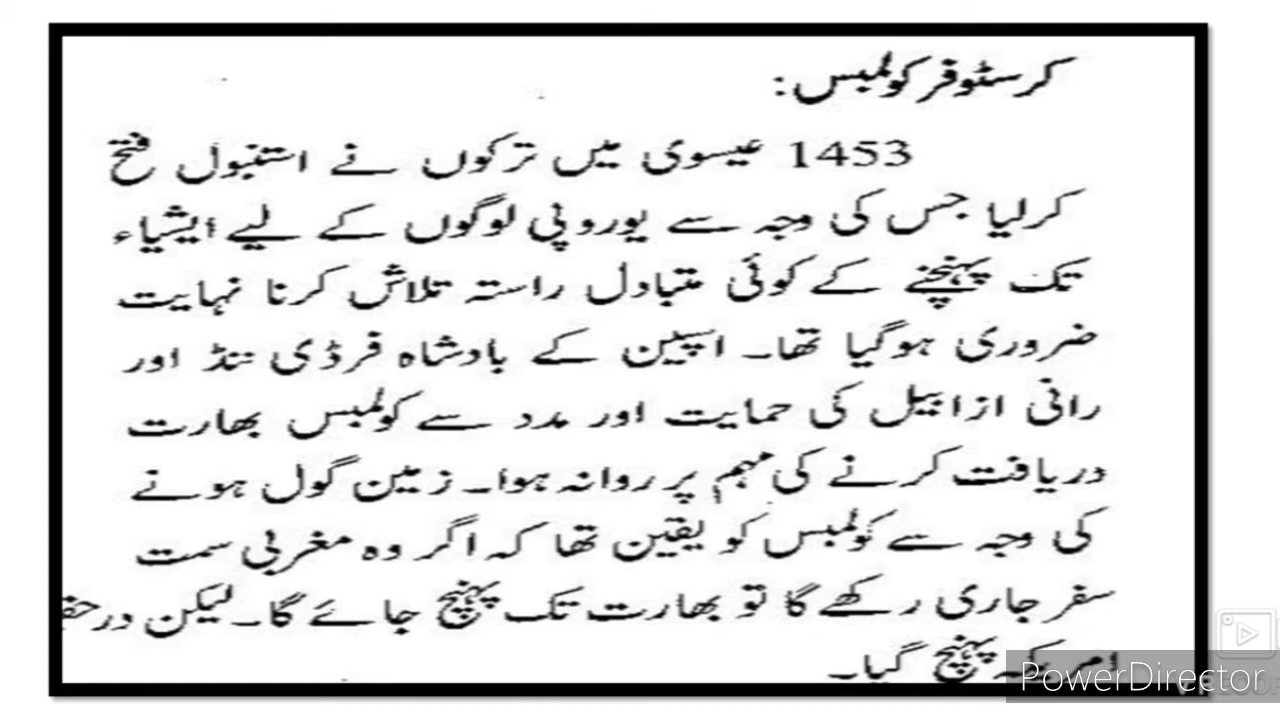 کرسٹوفر کولمبس:
1453 عیسوی میں ترکوں نے استنبول فتح
کرلیا جس کی وجہ سے یوروپی لوگوں کے لیے ایشیاء
تک پہنچنے کے کوئی متبادل راستہ تلاش کرنا نہایت
ضروری ہوگیا تھا۔ اسپین کے بادشاہ فرڈی ننڈ اور
رانی ازابیل کی حمایت اور مدد سے کولمبس بھارت
دریافت کرنے کی مہم پر روانہ ہوا۔ زمین گول ہونے
کی وجہ سے کولمبس کو یقین تھا کہ اگر وہ مغربی سمت
سفر جاری رکھے گا تو بھارت تک پہنچ جائے گا۔ لیکن
امریکہ پہنچ گیا۔
PowerDirector